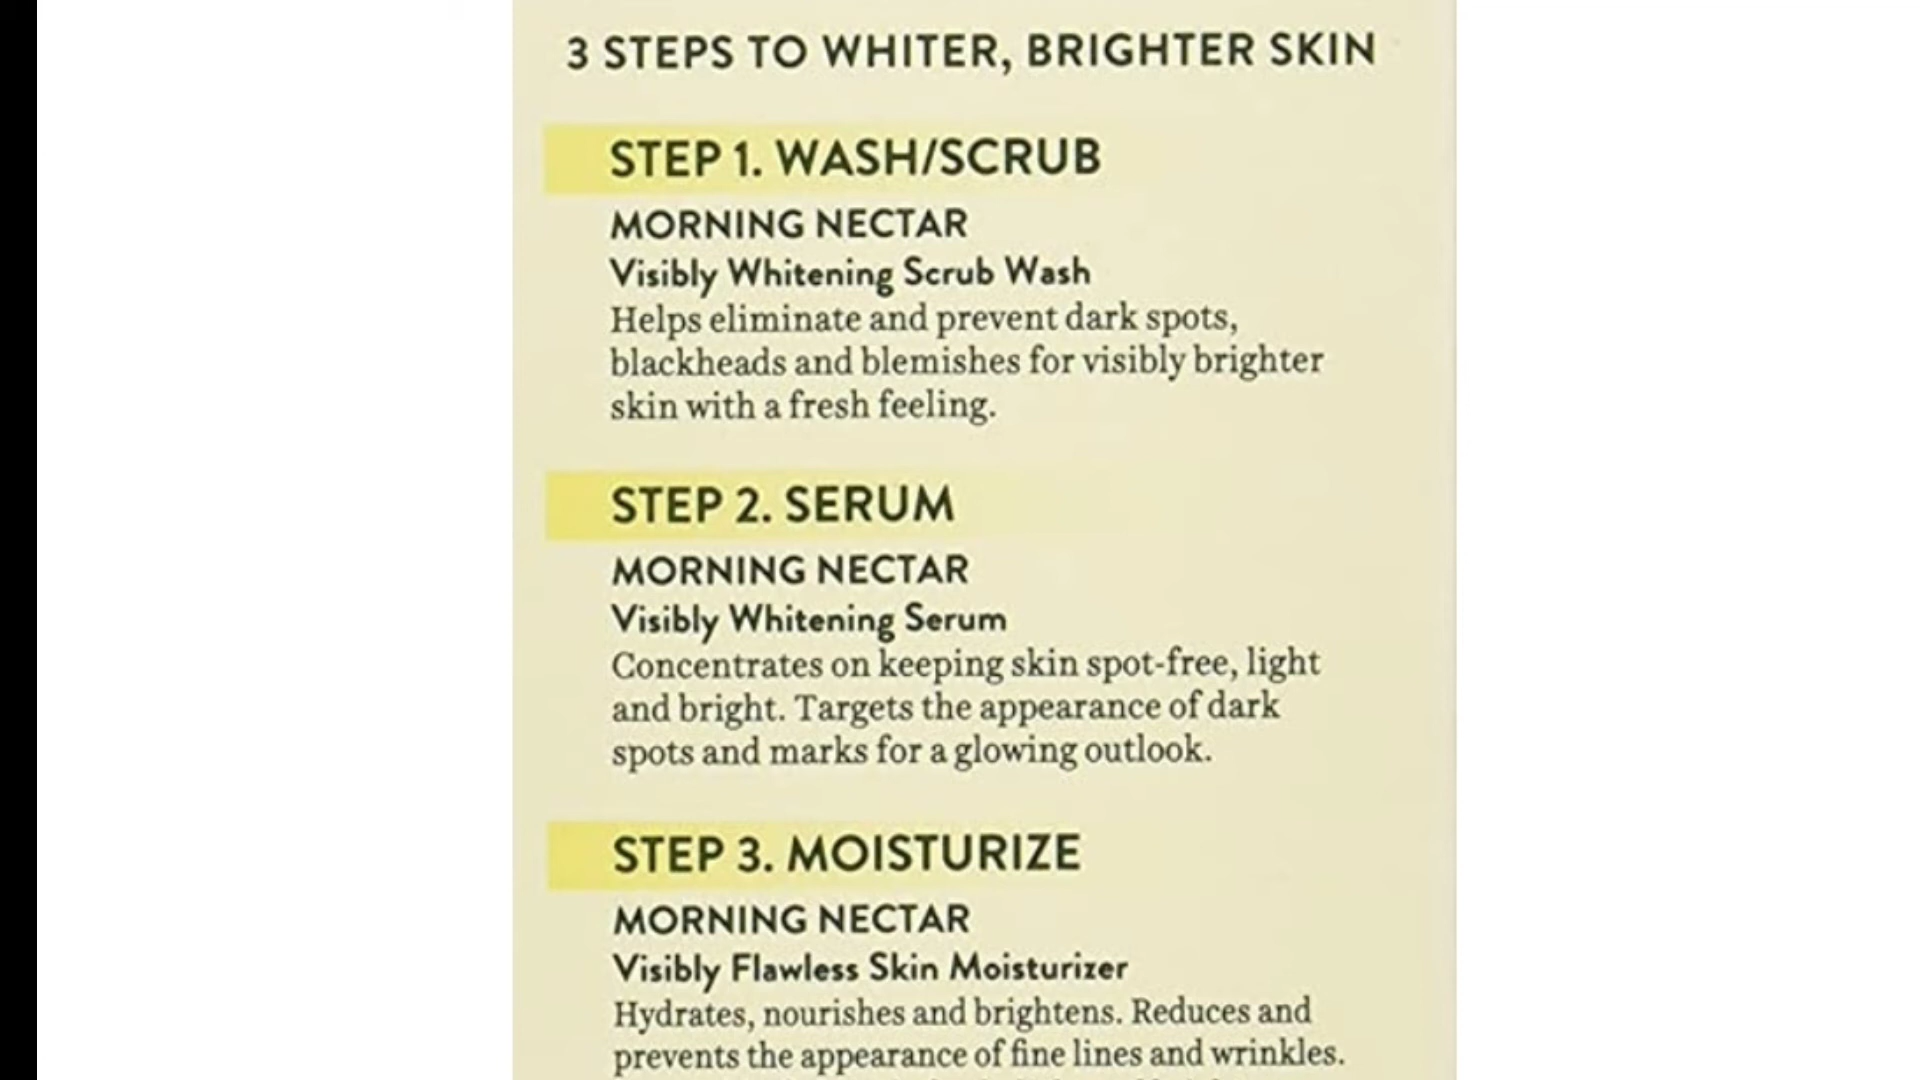 3 STEPS TO WHITER, BRIGHTER SKIN
STEP 1. WASH/SCRUB
MORNING NECTAR
Visibly Whitening Scrub Wash
Helps eliminate and prevent dark spots,
blackheads and blemishes for visibly brighter
skin with a fresh feeling.
STEP 2. SERUM
MORNING NECTAR
Visibly Whitening Serum
Concentrates on keeping skin spot-free, light
and bright. Targets the appearance of dark
spots and marks for a glowing outlook.
STEP 3. MOISTURIZE
MORNING NECTAR
Visibly Flawless Skin Moisturizer
Hydrates, nourishes and brightens. Reduces and
prevents the appearance of fine lines and wrinkles.